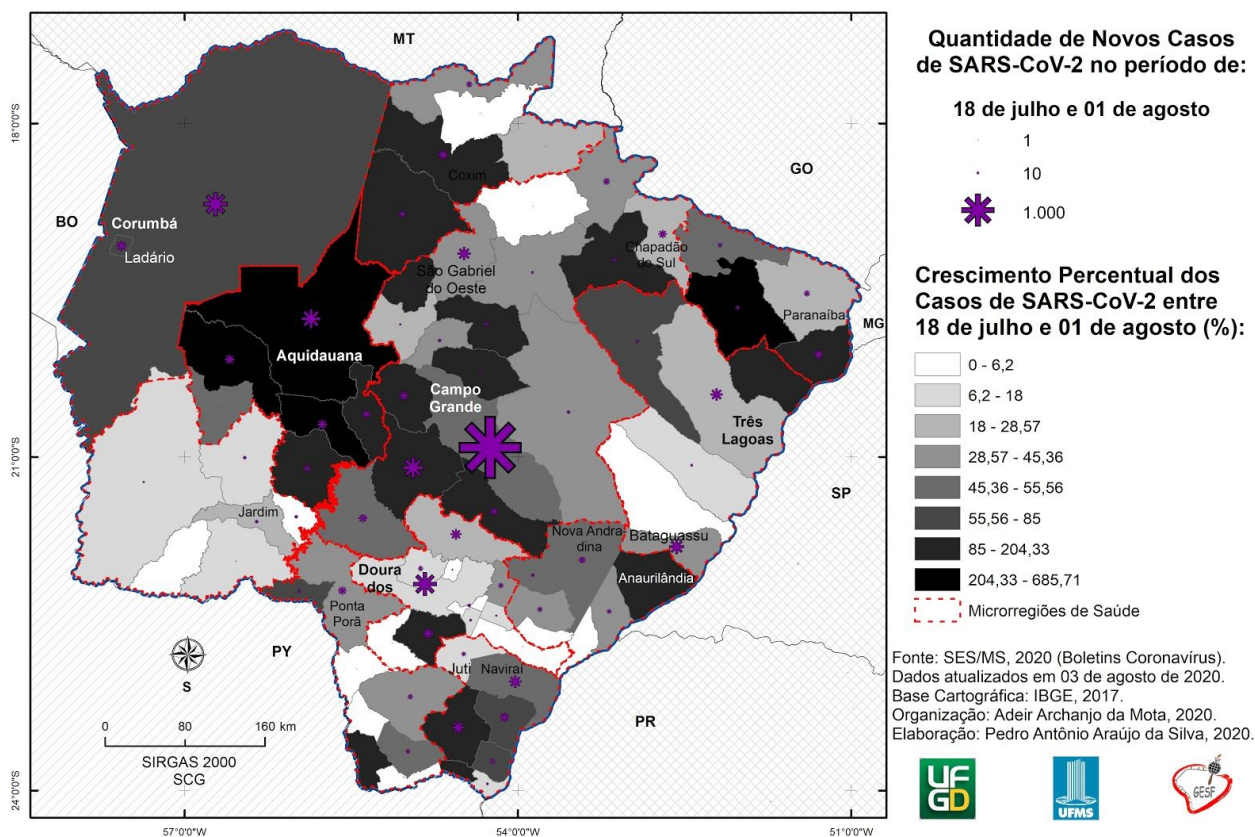 MT
GO
BO
MG
SP
PR
PY
18°0'0"S
21°0'0"S
24°0'0"S
57°0'0"W
54°0'0"W
51°0'0"W
Corumbá
Ladário
Coxim
São Gabriel
do Oeste
Chapadão
do Sul
Paranaíba
Aquidauana
Campo
Grande
Três
Lagoas
Jardim
Nova Andra-
dina
Bataguassu
Anaurilândia
Doura
dos
Ponta
Porã
Juti
Naviraí
S
0 80 160 km
SIRGAS 2000
SCG
Quantidade de Novos Casos
de SARS-CoV-2 no período de:
18 de julho e 01 de agosto
1
10
1.000
Crescimento Percentual dos
Casos de SARS-CoV-2 entre
18 de julho e 01 de agosto (%):
0 - 6,2
6,2 - 18
18 - 28,57
28,57 - 45,36
45,36 - 55,56
55,56 - 85
85 - 204,33
204,33 - 685,71
Microrregiões de Saúde
Fonte: SES/MS, 2020 (Boletins Coronavírus).
Dados atualizados em 03 de agosto de 2020.
Base Cartográfica: IBGE, 2017.
Organização: Adeir Archanjo da Mota, 2020.
Elaboração: Pedro Antônio Araújo da Silva, 2020.
UF
GD
UFMS
GESF